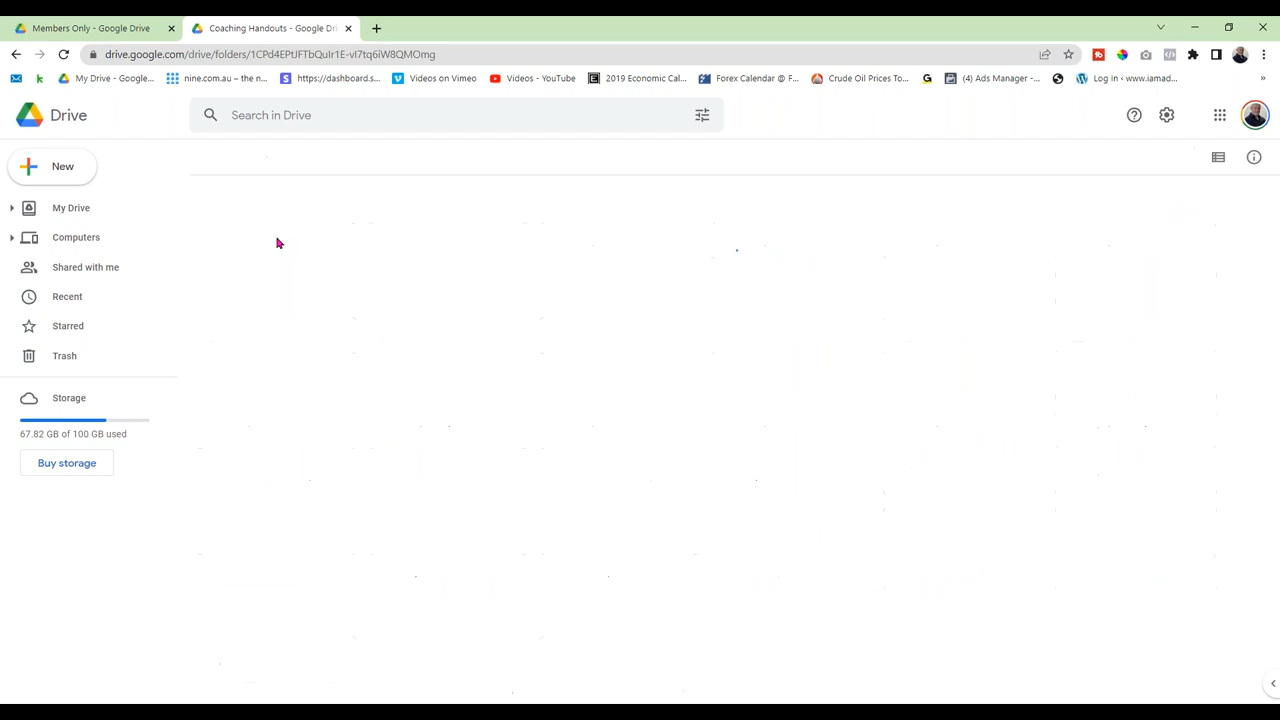 Members Only - Google Drive
Coaching Handouts - Google Dri
drive.google.com/drive/folders/1CPd4EPtJFTbQuIr1E-vI7tq6iW8QMOmg
My Drive - Google...
nine.com.au – the n...
https://dashboard.s...
Videos on Vimeo
Videos - YouTube
2019 Economic Cal...
Forex Calendar @ F...
Crude Oil Prices To...
(4) Ads Manager -...
Log In ‹ www.iamad...
»
Drive
Search in Drive
New
My Drive
Computers
Shared with me
Recent
Starred
Trash
Storage
67.82 GB of 100 GB used
Buy storage